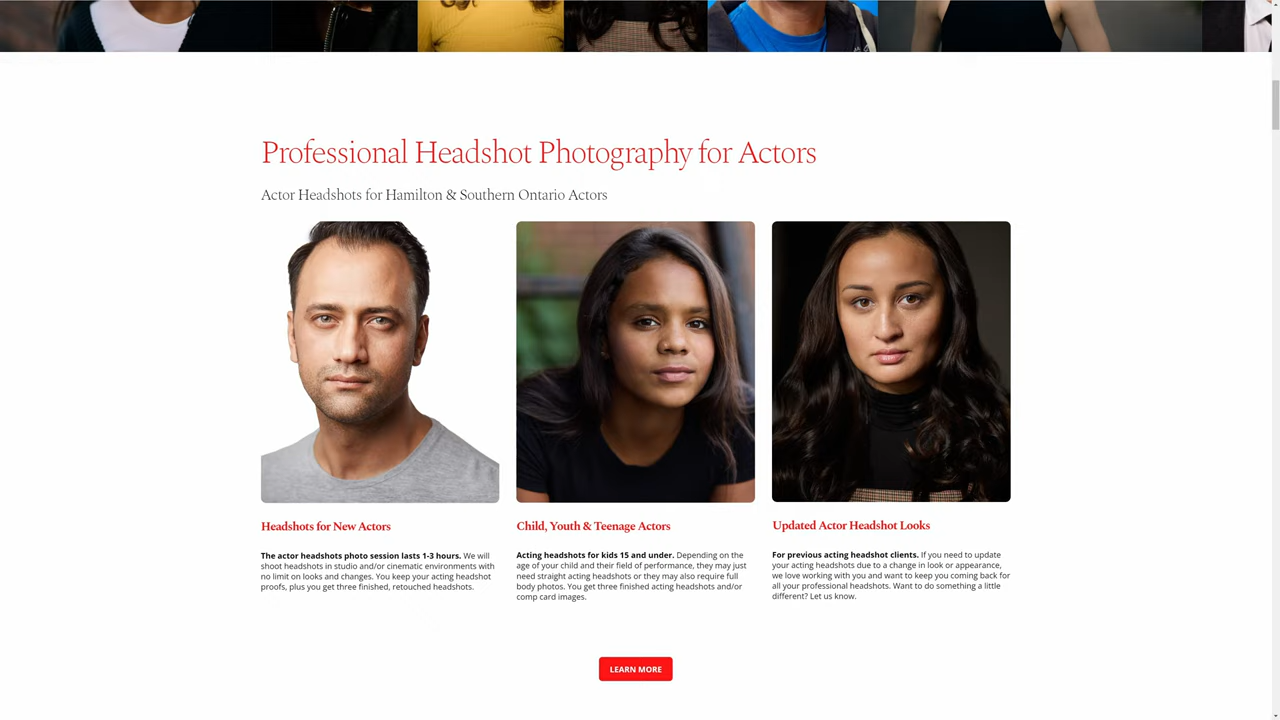 Professional Headshot Photography for Actors
Actor Headshots for Hamilton & Southern Ontario Actors
Headshots for New Actors
The actor headshots photo session lasts 1-3 hours. We will
shoot headshots in studio and/or cinematic environments with
no limit on looks and changes. You keep your acting headshot
proofs, plus you get three finished, retouched headshots.
Child, Youth & Teenage Actors
Acting headshots for kids 15 and under. Depending on the
age of your child and their field of performance, they may just
need straight acting headshots or they may also require full
body photos. You get three finished acting headshots and/or
comp card images.
Updated Actor Headshot Looks
For previous acting headshot clients. If you need to update
your acting headshots due to a change in look or appearance,
we love working with you and want to keep you coming back for
all your professional headshots. Want to do something a little
different? Let us know.
LEARN MORE